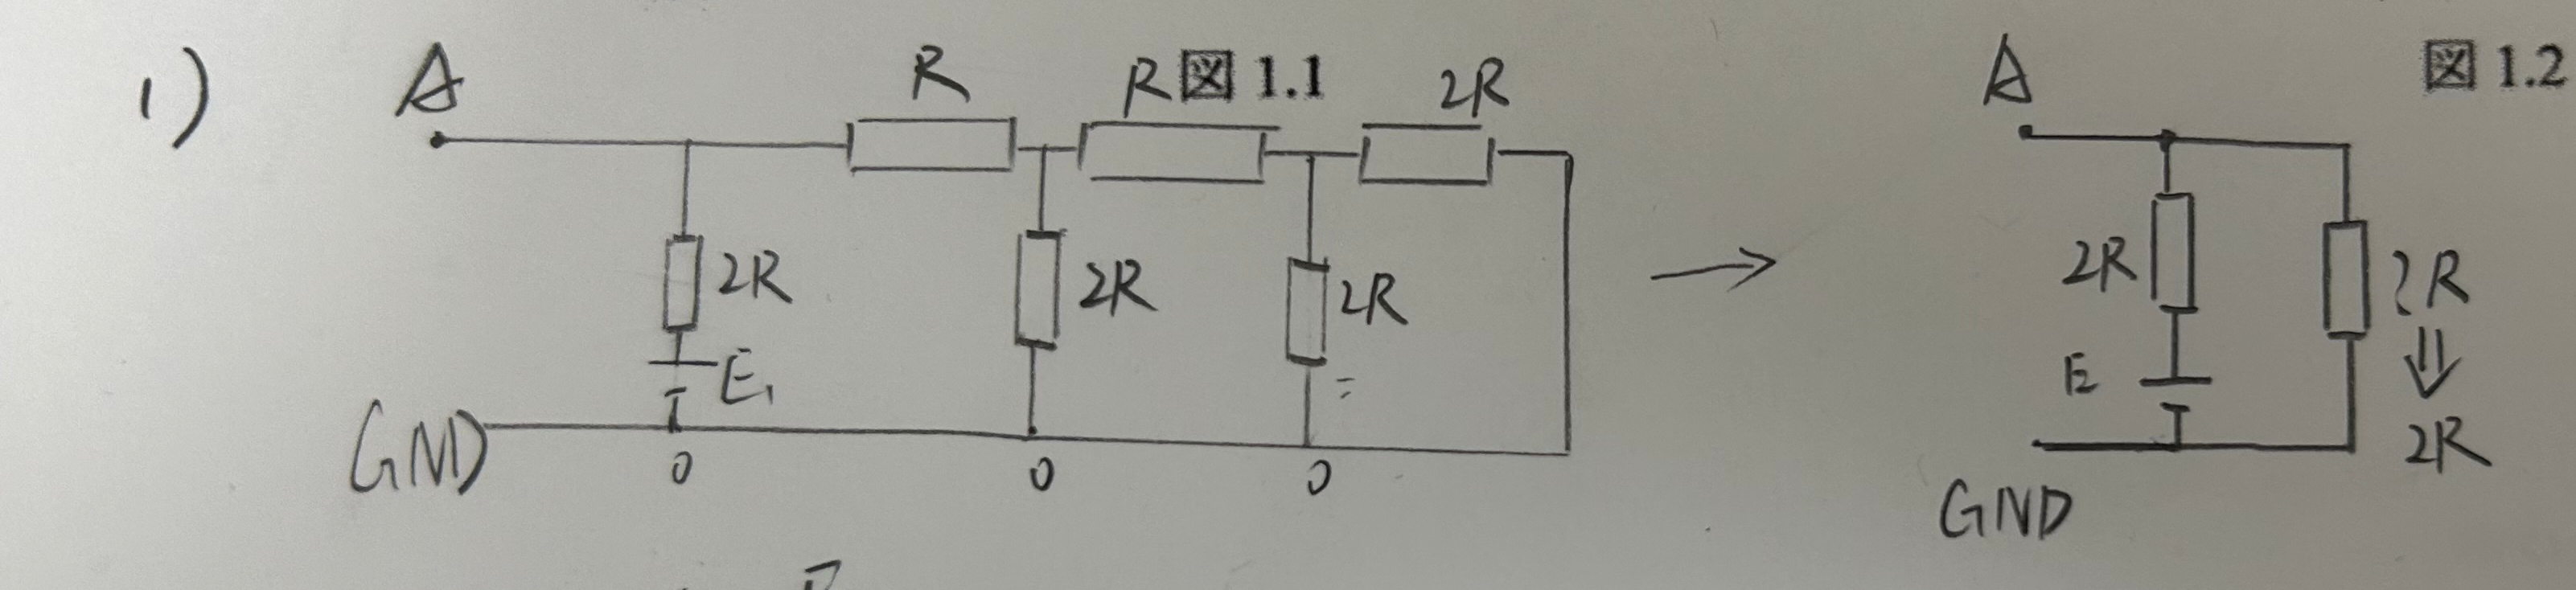 1) A R R 図 1.1 2R A 図 1.2
2R 2R 2R 2R ?R
E₁ E 2R
GND 0 0 0 GND